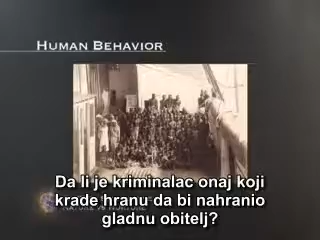 HUMAN BEHAVIOR
Da li je kriminalac onaj koji
krade hranu da bi nahranio
gladnu obitelj?